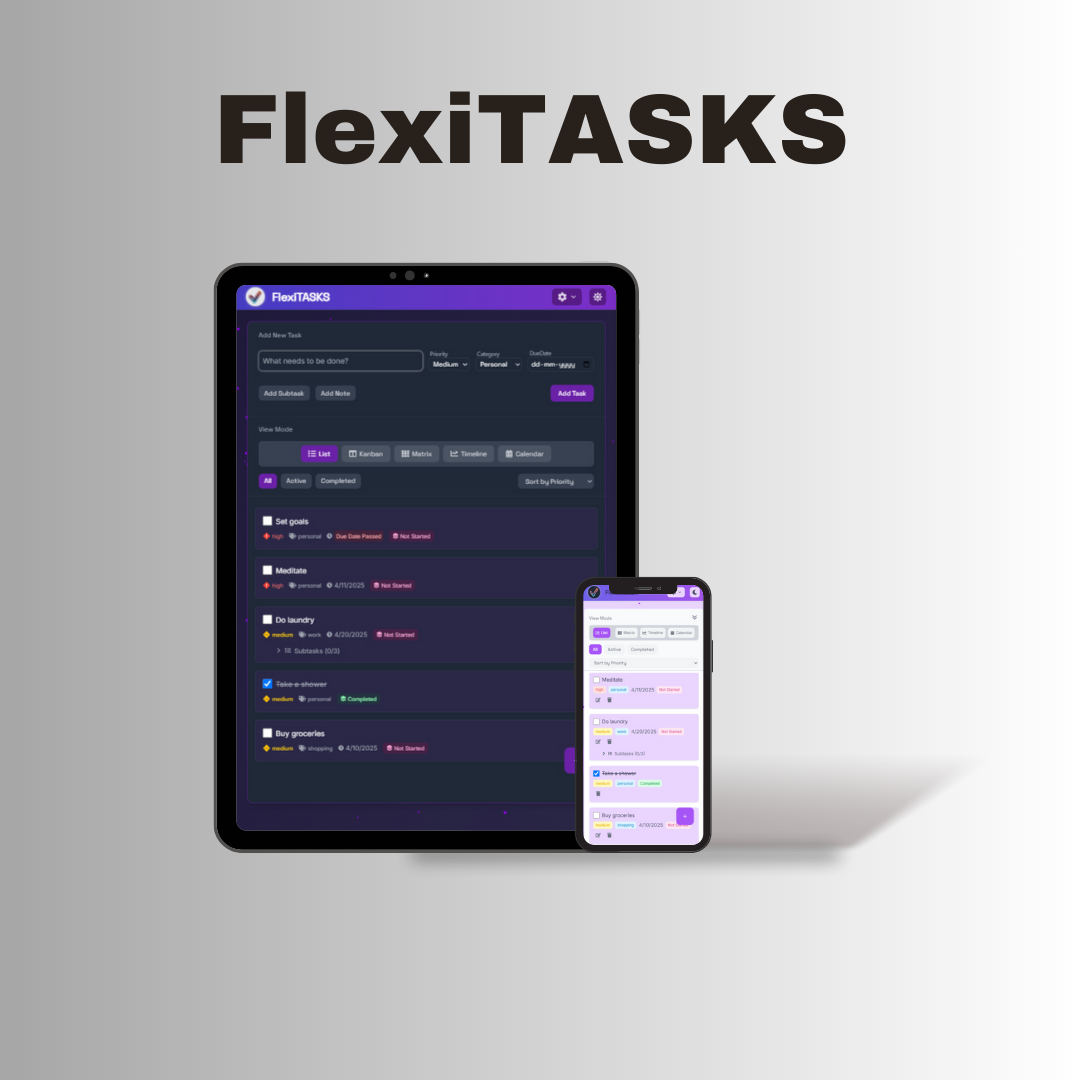 FlexiTASKS
FlexITASKS
Add New Task
What needs to be done?
Priority
Category
DueDate
Medium
Personal
dd-mm-yyyy
Add Subtask
Add Note
Add Task
View Mode
List
Kanban
Matrix
Timeline
Calendar
All
Active
Completed
Sort by Priority
Set goals
high personal Due Date Passed Not Started
Meditate
high personal 4/11/2025 Not Started
Do laundry
medium work 4/20/2025 Not Started
Subtasks (0/3)
Take a shower
medium personal Completed
Buy groceries
medium shopping 4/10/2025 Not Started
View Mode
List
Matrix
Timeline
Calendar
All
Active
Completed
Sort by Priority
Meditate
high personal 4/11/2025 Not Started
Do laundry
medium work 4/20/2025 Not Started
Subtasks (0/3)
Take a shower
medium personal Completed
Buy groceries
medium shopping 4/10/2025